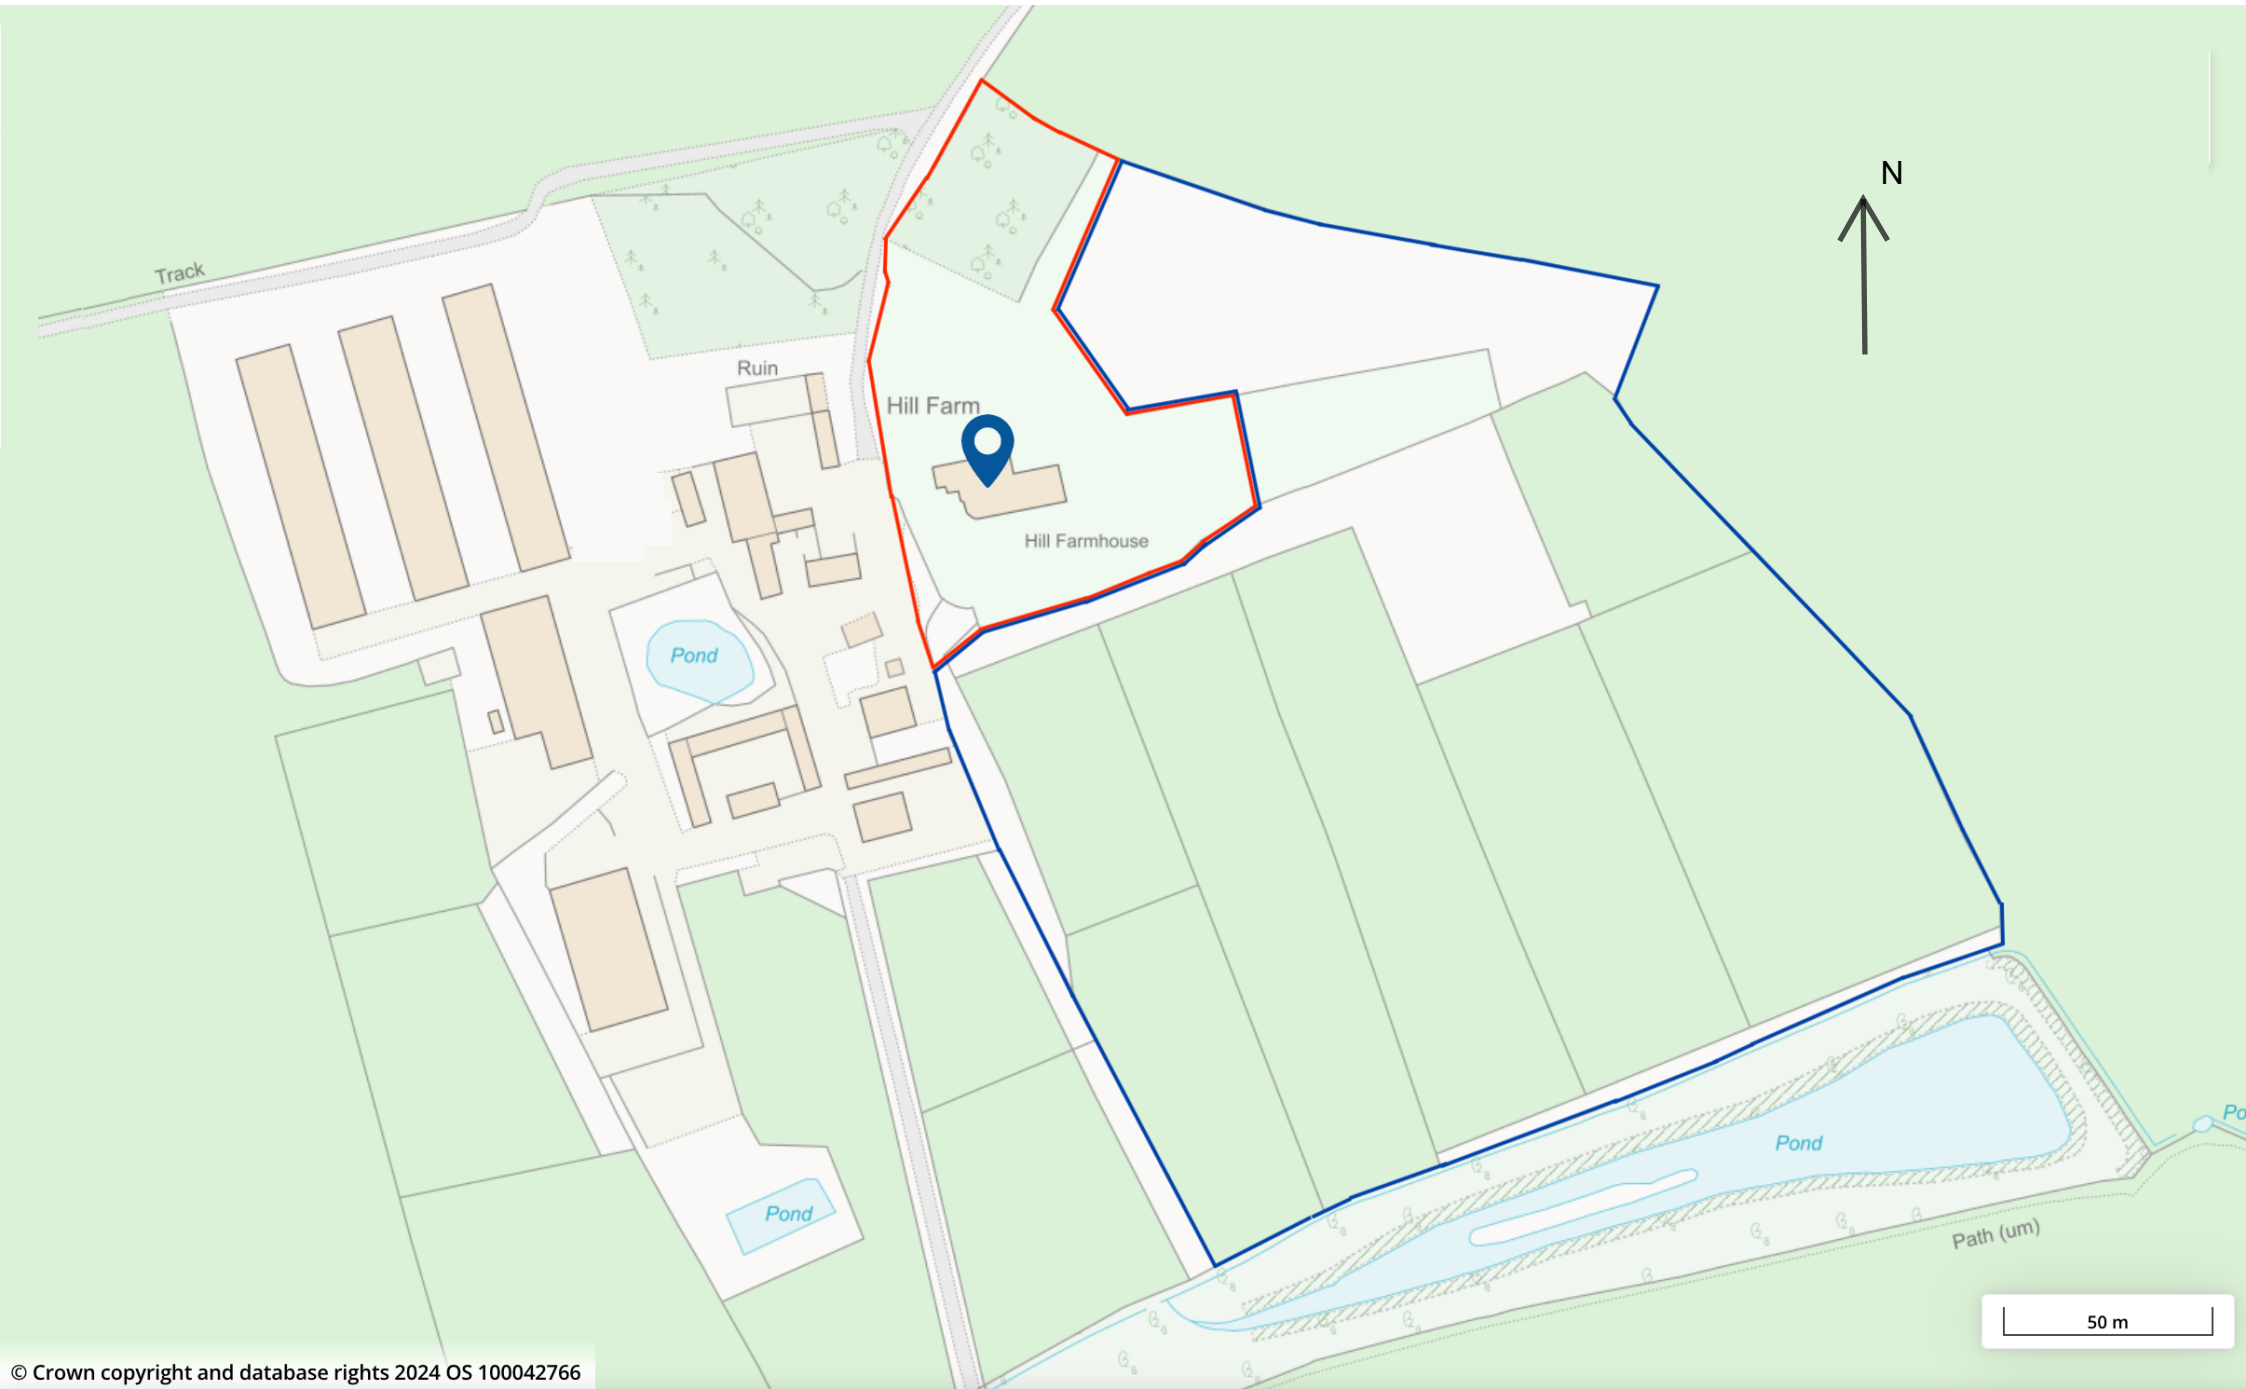 N
Track
Ruin
Hill Farm
Hill Farmhouse
Pond
Po
Pond
Pond
Path (um)
50 m
© Crown copyright and database rights 2024 OS 100042766